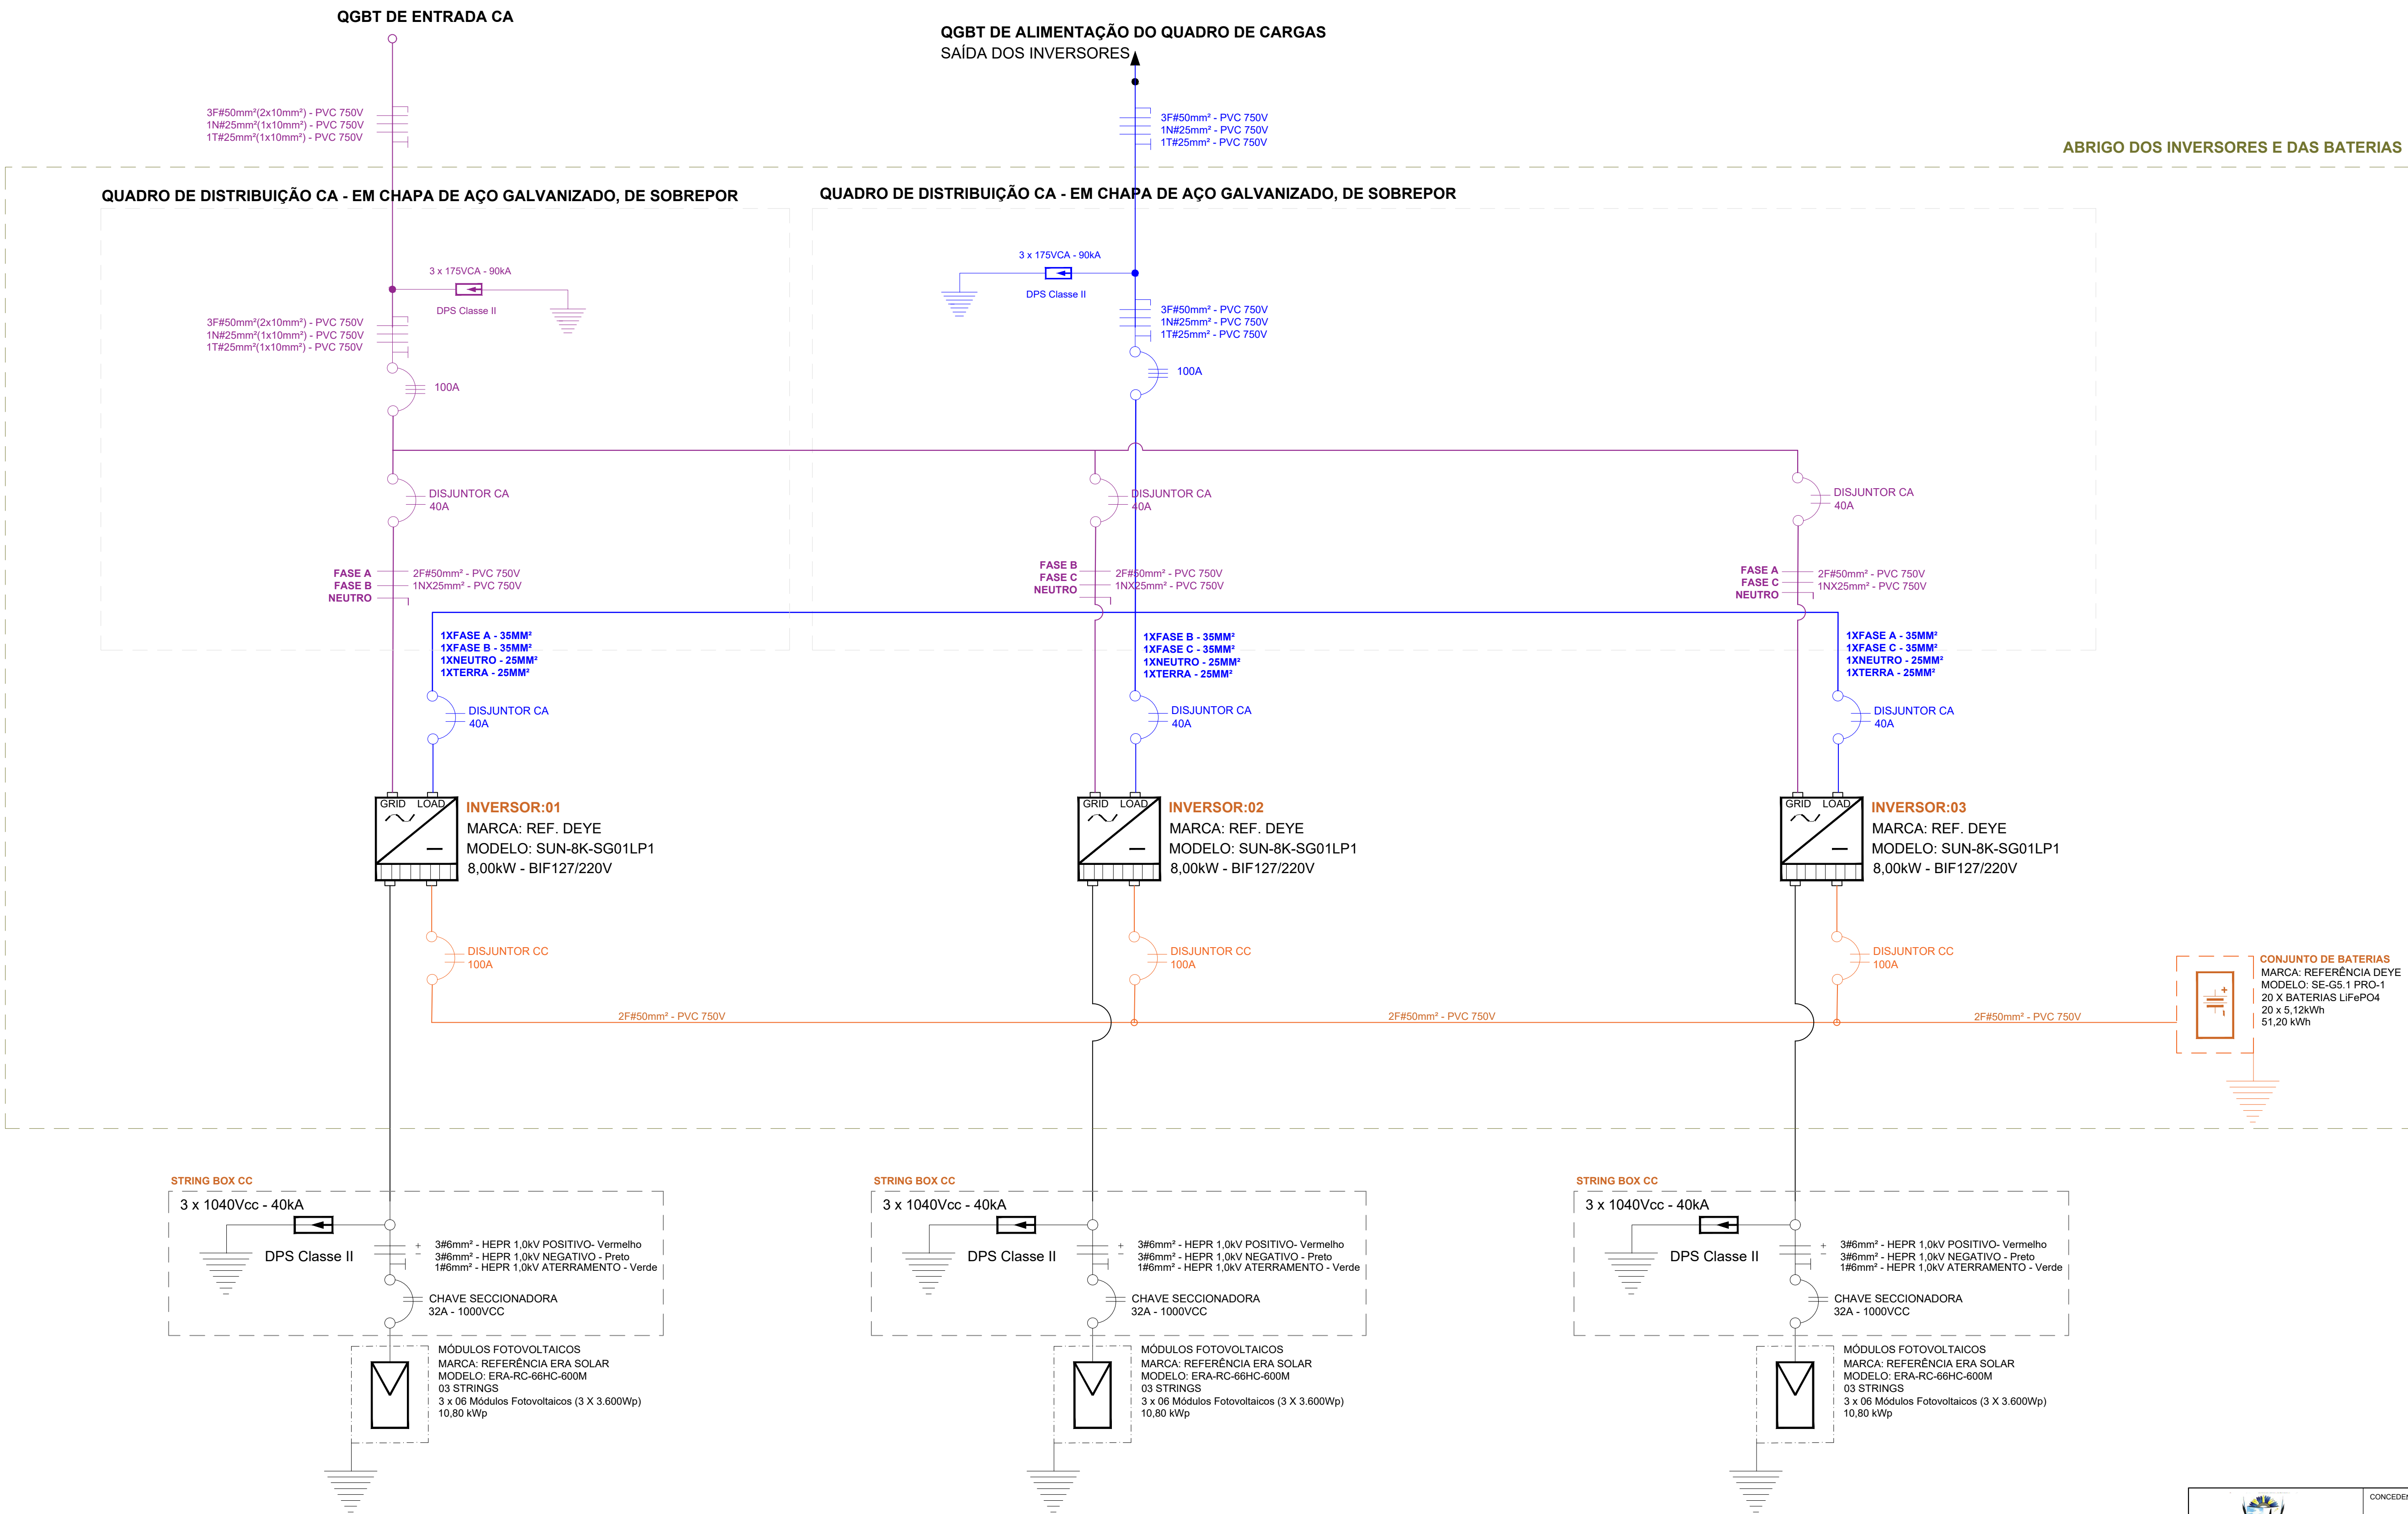 QGBT DE ENTRADA CA
QGBT DE ALIMENTAÇÃO DO QUADRO DE CARGAS
SAÍDA DOS INVERSORES
3F#50mm²(2x10mm²) - PVC 750V
1N#25mm²(1x10mm²) - PVC 750V
1T#25mm²(1x10mm²) - PVC 750V
3F#50mm² - PVC 750V
1N#25mm² - PVC 750V
1T#25mm² - PVC 750V
ABRIGO DOS INVERSORES E DAS BATERIAS
QUADRO DE DISTRIBUIÇÃO CA - EM CHAPA DE AÇO GALVANIZADO, DE SOBREPOR
QUADRO DE DISTRIBUIÇÃO CA - EM CHAPA DE AÇO GALVANIZADO, DE SOBREPOR
3 x 175VCA - 90kA
DPS Classe II
3 x 175VCA - 90kA
DPS Classe II
3F#50mm²(2x10mm²) - PVC 750V
1N#25mm²(1x10mm²) - PVC 750V
1T#25mm²(1x10mm²) - PVC 750V
3F#50mm² - PVC 750V
1N#25mm² - PVC 750V
1T#25mm² - PVC 750V
100A
100A
DISJUNTOR CA
40A
DISJUNTOR CA
40A
DISJUNTOR CA
40A
FASE A
FASE B
NEUTRO
2F#50mm² - PVC 750V
1NX25mm² - PVC 750V
FASE B
FASE C
NEUTRO
2F#50mm² - PVC 750V
1NX25mm² - PVC 750V
FASE A
FASE C
NEUTRO
2F#50mm² - PVC 750V
1NX25mm² - PVC 750V
1XFASE A - 35MM²
1XFASE B - 35MM²
1XNEUTRO - 25MM²
1XTERRA - 25MM²
1XFASE B - 35MM²
1XFASE C - 35MM²
1XNEUTRO - 25MM²
1XTERRA - 25MM²
1XFASE A - 35MM²
1XFASE C - 35MM²
1XNEUTRO - 25MM²
1XTERRA - 25MM²
DISJUNTOR CA
40A
DISJUNTOR CA
40A
DISJUNTOR CA
40A
GRID LOAD
INVERSOR:01
MARCA: REF. DEYE
MODELO: SUN-8K-SG01LP1
8,00kW - BIF127/220V
GRID LOAD
INVERSOR:02
MARCA: REF. DEYE
MODELO: SUN-8K-SG01LP1
8,00kW - BIF127/220V
GRID LOAD
INVERSOR:03
MARCA: REF. DEYE
MODELO: SUN-8K-SG01LP1
8,00kW - BIF127/220V
DISJUNTOR CC
100A
DISJUNTOR CC
100A
DISJUNTOR CC
100A
2F#50mm² - PVC 750V
2F#50mm² - PVC 750V
2F#50mm² - PVC 750V
CONJUNTO DE BATERIAS
MARCA: REFERÊNCIA DEYE
MODELO: SE-G5.1 PRO-1
20 X BATERIAS LiFePO4
20 x 5,12kWh
51,20 kWh
STRING BOX CC
3 x 1040Vcc - 40kA
DPS Classe II
+ 3#6mm² - HEPR 1,0kV POSITIVO- Vermelho
− 3#6mm² - HEPR 1,0kV NEGATIVO - Preto
1#6mm² - HEPR 1,0kV ATERRAMENTO - Verde
CHAVE SECCIONADORA
32A - 1000VCC
MÓDULOS FOTOVOLTAICOS
MARCA: REFERÊNCIA ERA SOLAR
MODELO: ERA-RC-66HC-600M
03 STRINGS
3 x 06 Módulos Fotovoltaicos (3 X 3.600Wp)
10,80 kWp
STRING BOX CC
3 x 1040Vcc - 40kA
DPS Classe II
+ 3#6mm² - HEPR 1,0kV POSITIVO- Vermelho
− 3#6mm² - HEPR 1,0kV NEGATIVO - Preto
1#6mm² - HEPR 1,0kV ATERRAMENTO - Verde
CHAVE SECCIONADORA
32A - 1000VCC
MÓDULOS FOTOVOLTAICOS
MARCA: REFERÊNCIA ERA SOLAR
MODELO: ERA-RC-66HC-600M
03 STRINGS
3 x 06 Módulos Fotovoltaicos (3 X 3.600Wp)
10,80 kWp
STRING BOX CC
3 x 1040Vcc - 40kA
DPS Classe II
+ 3#6mm² - HEPR 1,0kV POSITIVO- Vermelho
− 3#6mm² - HEPR 1,0kV NEGATIVO - Preto
1#6mm² - HEPR 1,0kV ATERRAMENTO - Verde
CHAVE SECCIONADORA
32A - 1000VCC
MÓDULOS FOTOVOLTAICOS
MARCA: REFERÊNCIA ERA SOLAR
MODELO: ERA-RC-66HC-600M
03 STRINGS
3 x 06 Módulos Fotovoltaicos (3 X 3.600Wp)
10,80 kWp